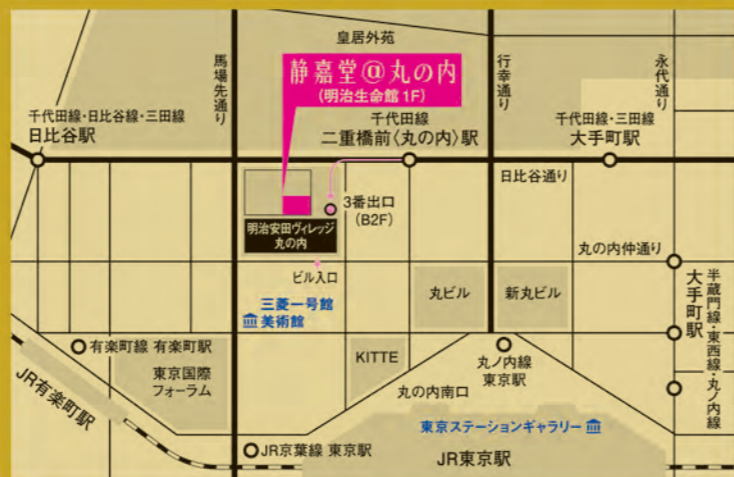 皇居外苑
馬場先通り
静嘉堂@丸の内
(明治生命館1F)
行幸通り
永代通り
千代田線・日比谷線・三田線
日比谷駅
千代田線
二重橋前〈丸の内〉駅
千代田線・三田線
大手町駅
日比谷通り
3番出口
(B2F)
明治安田ヴィレッジ
丸の内
丸の内仲通り
ビル入口
三菱一号館
美術館
丸ビル
新丸ビル
大手町駅
半蔵門線・東西線・丸ノ内線
有楽町線 有楽町駅
JR有楽町駅
東京国際
フォーラム
KITTE
丸ノ内線
東京駅
丸の内南口
東京ステーションギャラリー
JR京葉線 東京駅
JR東京駅